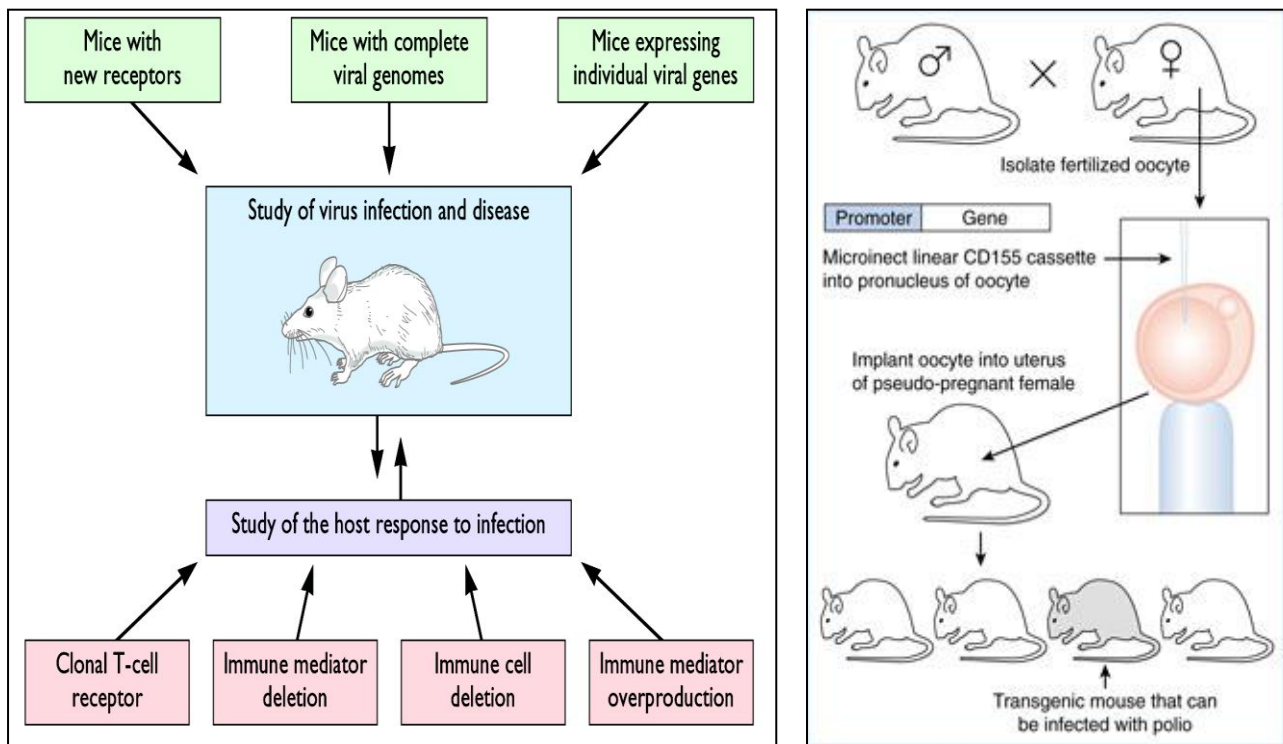 Mice with
new receptors
Mice with complete
viral genomes
Mice expressing
individual viral genes
Study of virus infection and disease
Study of the host response to infection
Clonal T-cell
receptor
Immune mediator
deletion
Immune cell
deletion
Immune mediator
overproduction
♂ × ♀
Isolate fertilized oocyte
Promoter Gene
Microinect linear CD155 cassette
into pronucleus of oocyte
Implant oocyte into uterus
of pseudo-pregnant female
Transgenic mouse that can
be infected with polio